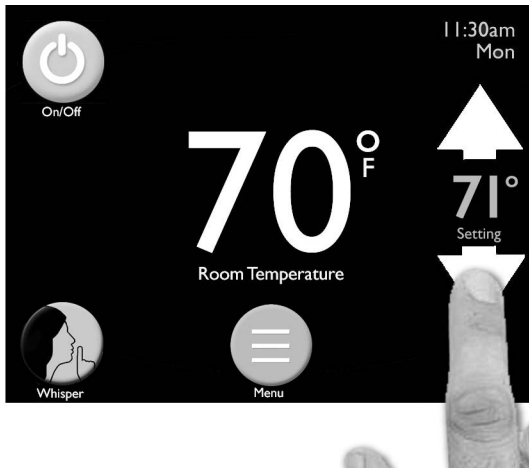 11:30am
Mon
On/Off
70°
F
Room Temperature
71°
Setting
Whisper
Menu